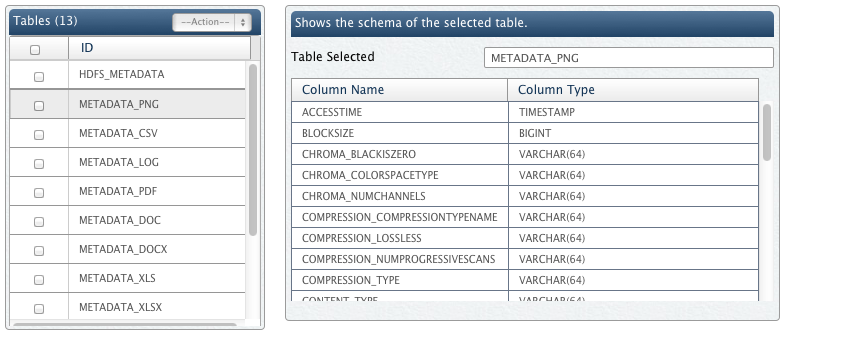 Tables (13) --Action--
ID
HDFS_METADATA
METADATA_PNG
METADATA_CSV
METADATA_LOG
METADATA_PDF
METADATA_DOC
METADATA_DOCX
METADATA_XLS
METADATA_XLSX
Shows the schema of the selected table.
Table Selected METADATA_PNG
Column Name Column Type
ACCESSTIME TIMESTAMP
BLOCKSIZE BIGINT
CHROMA_BLACKISZERO VARCHAR(64)
CHROMA_COLORSPACETYPE VARCHAR(64)
CHROMA_NUMCHANNELS VARCHAR(64)
COMPRESSION_COMPRESSIONTYPENAME VARCHAR(64)
COMPRESSION_LOSSLESS VARCHAR(64)
COMPRESSION_NUMPROGRESSIVESCANS VARCHAR(64)
COMPRESSION_TYPE VARCHAR(64)
CONTENT_TYPE VARCHAR(64)